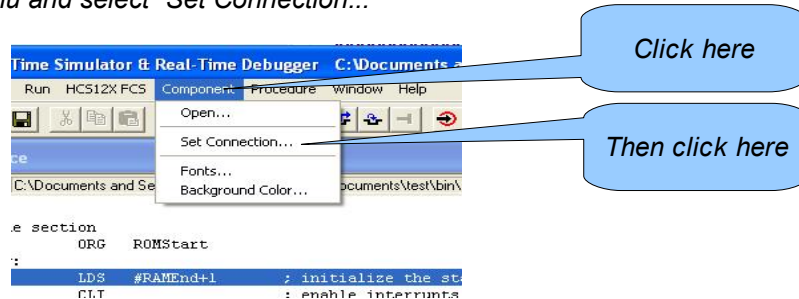 and select "Set Connection...
Click here
Time Simulator & Real-Time Debugger C:\Documents a
Run HCS12X FCS Component Procedure Window Help
Open...
Set Connection...
Then click here
Fonts...
Background Color...
C:\Documents and Se ocuments\test\bin\
section
ORG ROMStart
:
LDS #RAMEnd+1 ; initialize the st
CLI ; enable interrupts